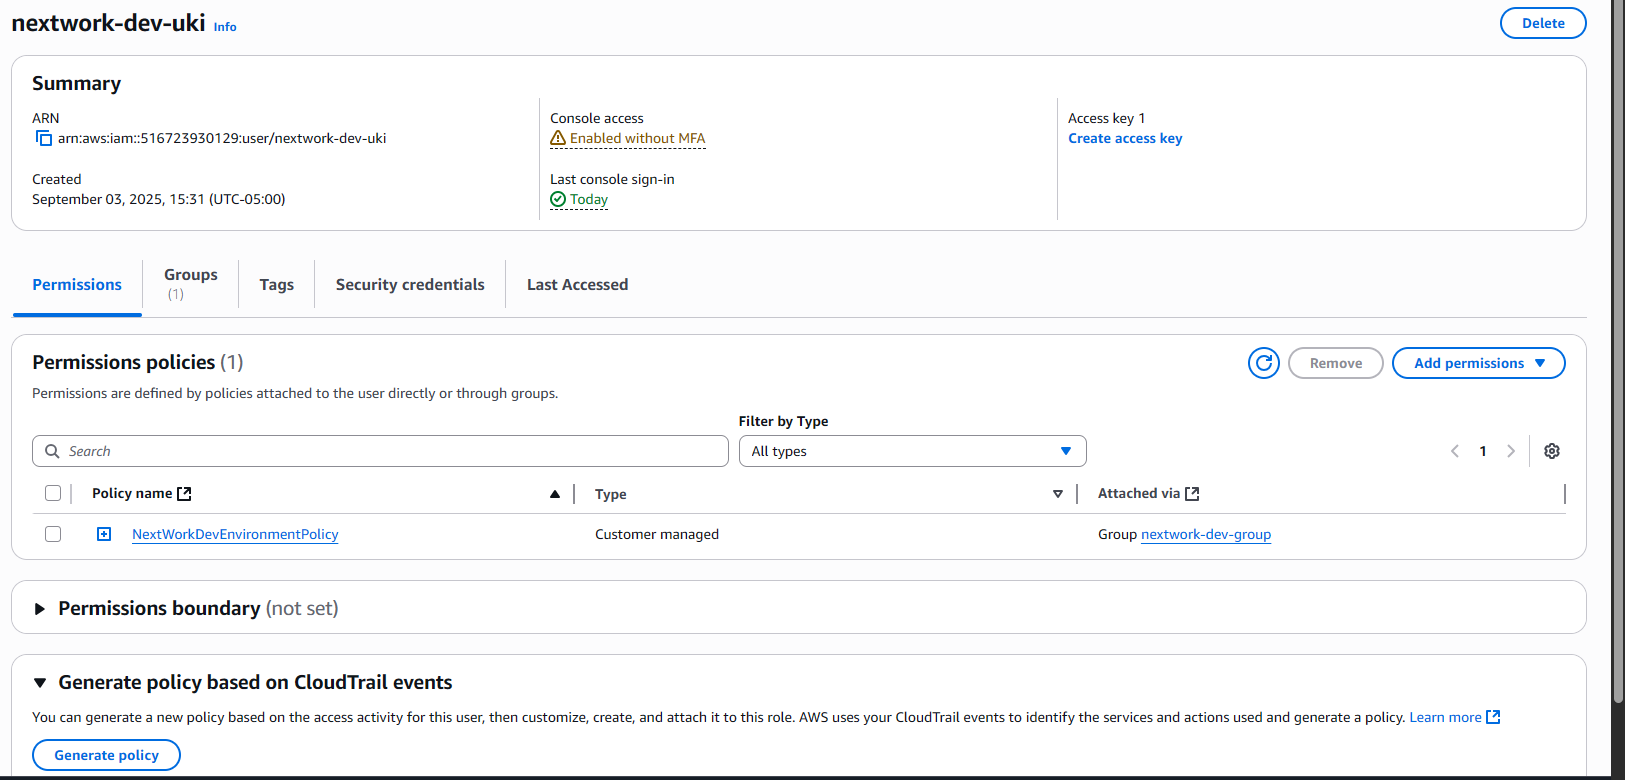 nextwork-dev-uki Info
Delete
Summary
ARN
arn:aws:iam::516723930129:user/nextwork-dev-uki
Created
September 03, 2025, 15:31 (UTC-05:00)
Console access
Enabled without MFA
Last console sign-in
Today
Access key 1
Create access key
Permissions
Groups
(1)
Tags
Security credentials
Last Accessed
Permissions policies (1)
Remove
Add permissions
Permissions are defined by policies attached to the user directly or through groups.
Filter by Type
Search
All types
1
Policy name
Type
Attached via
NextWorkDevEnvironmentPolicy
Customer managed
Group nextwork-dev-group
Permissions boundary (not set)
Generate policy based on CloudTrail events
You can generate a new policy based on the access activity for this user, then customize, create, and attach it to this role. AWS uses your CloudTrail events to identify the services and actions used and generate a policy. Learn more
Generate policy